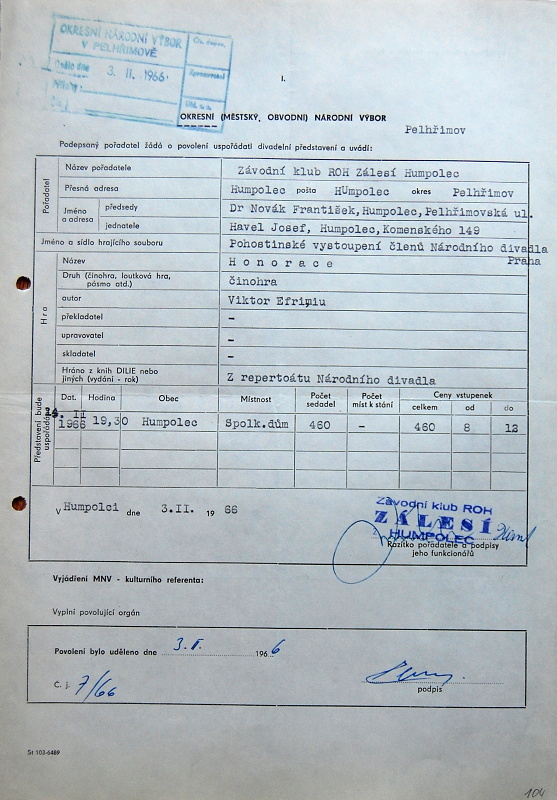 OKRESNÍ NÁRODNÍ VÝBOR
V PELHŘIMOVĚ
Došlo dne 3. II. 1966
I.
OKRESNÍ (MĚSTSKÝ, OBVODNÍ) NÁRODNÍ VÝBOR
Pelhřimov
Podepsaný pořadatel žádá o povolení uspořádati divadelní představení a uvádí:
Pořadatel
Název pořadatele Závodní klub ROH Zálesí Humpolec
Přesná adresa Humpolec pošta HUmpolec okres Pelhřimov
Jméno a adresa předsedy Dr Novák František,Humpolec,Pelhřimovská ul.
jednatele Havel Josef, Humpolec,Komenského 149
Jméno a sídlo hrajícího souboru Pohostinské vystoupení členů Národního divadla
Praha
Hra
Název H o n o r a c e
Druh (činohra, loutková hra, pásmo atd.) činohra
autor Viktor Efrimiu
překladatel –
upravovatel –
skladatel –
Hráno z knih DILIE nebo jiných (vydání - rok) Z repertoátu Národního divadla
Představení bude uspořádáno
Dat. Hodina Obec Místnost Počet sedadel Počet míst k stání Ceny vstupenek
celkem od do
14. II
1966 19,30 Humpolec Spolk.dům 460 – 460 8 12
V Humpolci dne 3.II. 19 66
Závodní klub ROH
ZÁLESÍ
HUMPOLEC
Razítko pořadatele a podpisy
jeho funkcionářů
Vyjádření MNV - kulturního referenta:
Vyplní povolující orgán
Povolení bylo uděleno dne 3. II. 196 6
Č. j. 7/66
podpis
St 103-6489
104